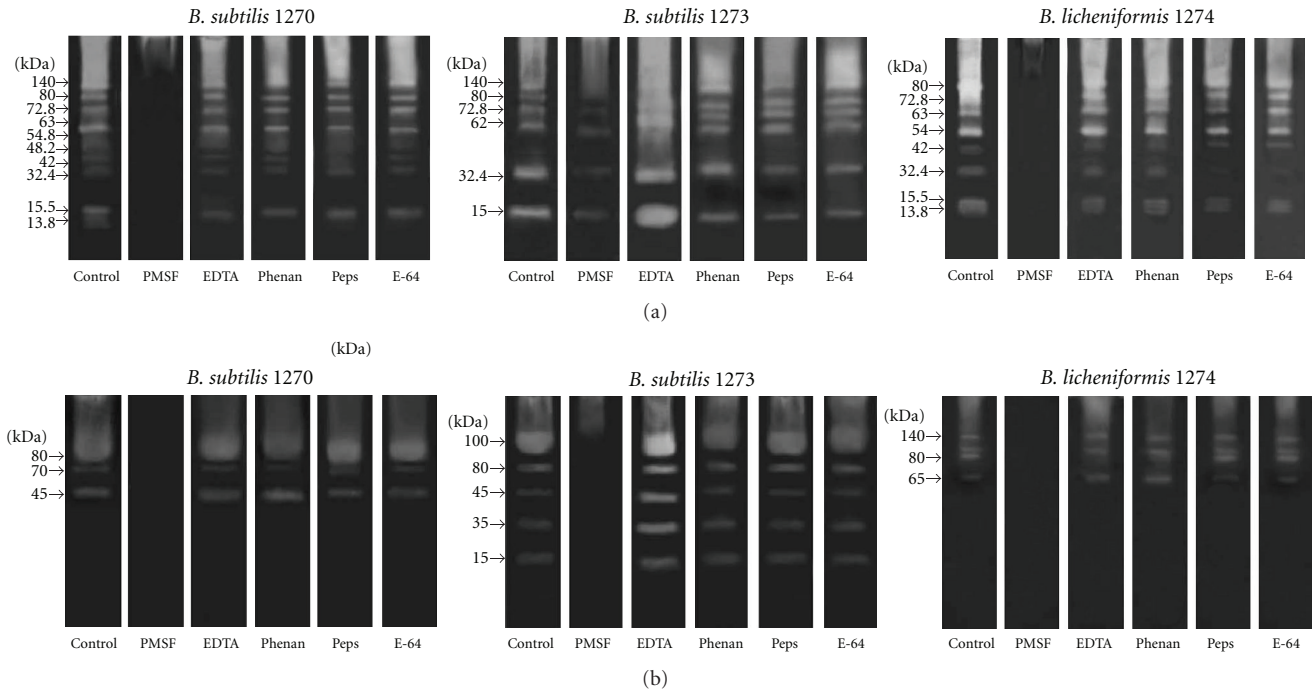 B. subtilis 1270
B. subtilis 1273
B. licheniformis 1274
(kDa)
140
80
72.8
63
54.8
48.2
42
32.4
15.5
13.8
Control PMSF EDTA Phenan Peps E-64
(kDa)
140
80
72.8
62
32.4
15
Control PMSF EDTA Phenan Peps E-64
(kDa)
80
72.8
63
54
42
32.4
15.5
13.8
Control PMSF EDTA Phenan Peps E-64
(a)
(kDa)
B. subtilis 1270
B. subtilis 1273
B. licheniformis 1274
(kDa)
80
70
45
Control PMSF EDTA Phenan Peps E-64
(kDa)
100
80
45
35
15
Control PMSF EDTA Phenan Peps E-64
(kDa)
140
80
65
Control PMSF EDTA Phenan Peps E-64
(b)